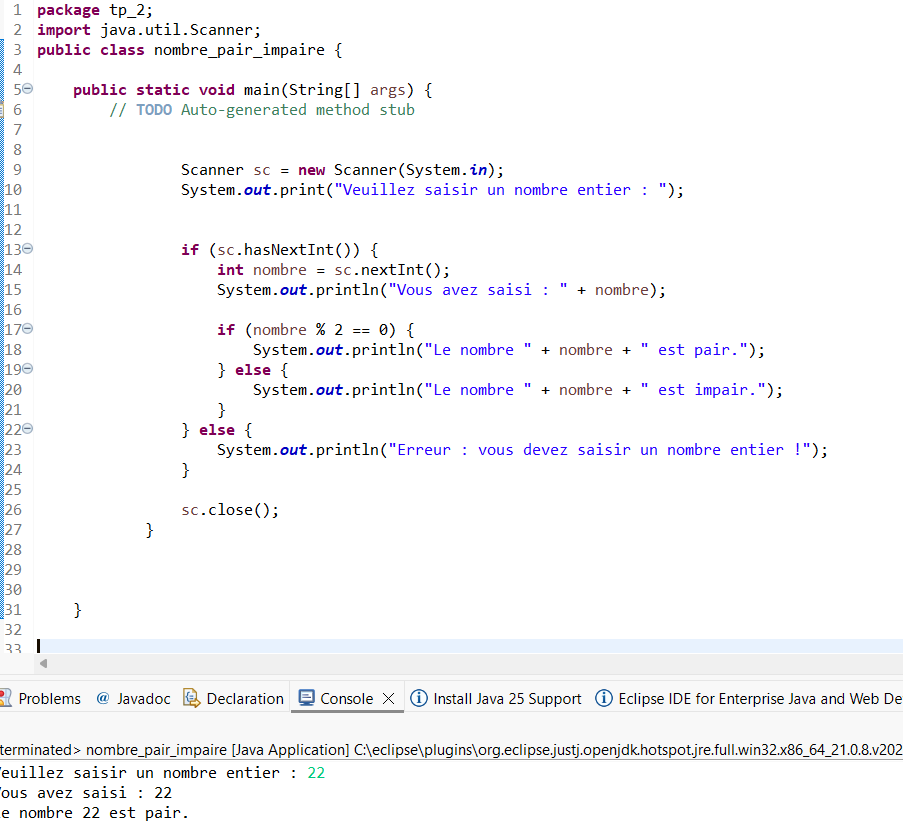 1 package tp_2;
2 import java.util.Scanner;
3 public class nombre_pair_impaire {
4
5 public static void main(String[] args) {
6 // TODO Auto-generated method stub
7
8
9 Scanner sc = new Scanner(System.in);
10 System.out.print("Veuillez saisir un nombre entier : ");
11
12
13 if (sc.hasNextInt()) {
14 int nombre = sc.nextInt();
15 System.out.println("Vous avez saisi : " + nombre);
16
17 if (nombre % 2 == 0) {
18 System.out.println("Le nombre " + nombre + " est pair.");
19 } else {
20 System.out.println("Le nombre " + nombre + " est impair.");
21 }
22 } else {
23 System.out.println("Erreur : vous devez saisir un nombre entier !");
24 }
25
26 sc.close();
27 }
28
29
30
31 }
32
33
Problems @ Javadoc Declaration Console Install Java 25 Support Eclipse IDE for Enterprise Java and Web De
terminated> nombre_pair_impaire [Java Application] C:\eclipse\plugins\org.eclipse.justj.openjdk.hotspot.jre.full.win32.x86_64_21.0.8.v202
euillez saisir un nombre entier : 22
ous avez saisi : 22
e nombre 22 est pair.